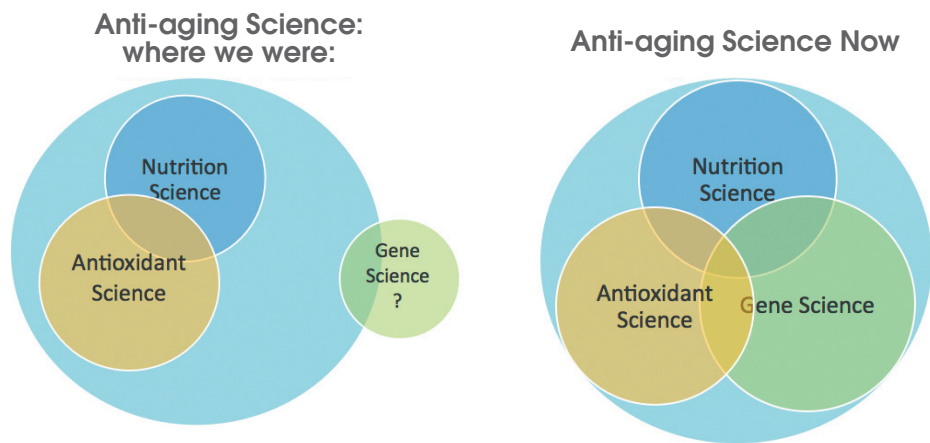 Anti-aging Science:
where we were:
Nutrition
Science
Antioxidant
Science
Gene
Science
?
Anti-aging Science Now
Nutrition
Science
Antioxidant
Science
Gene Science